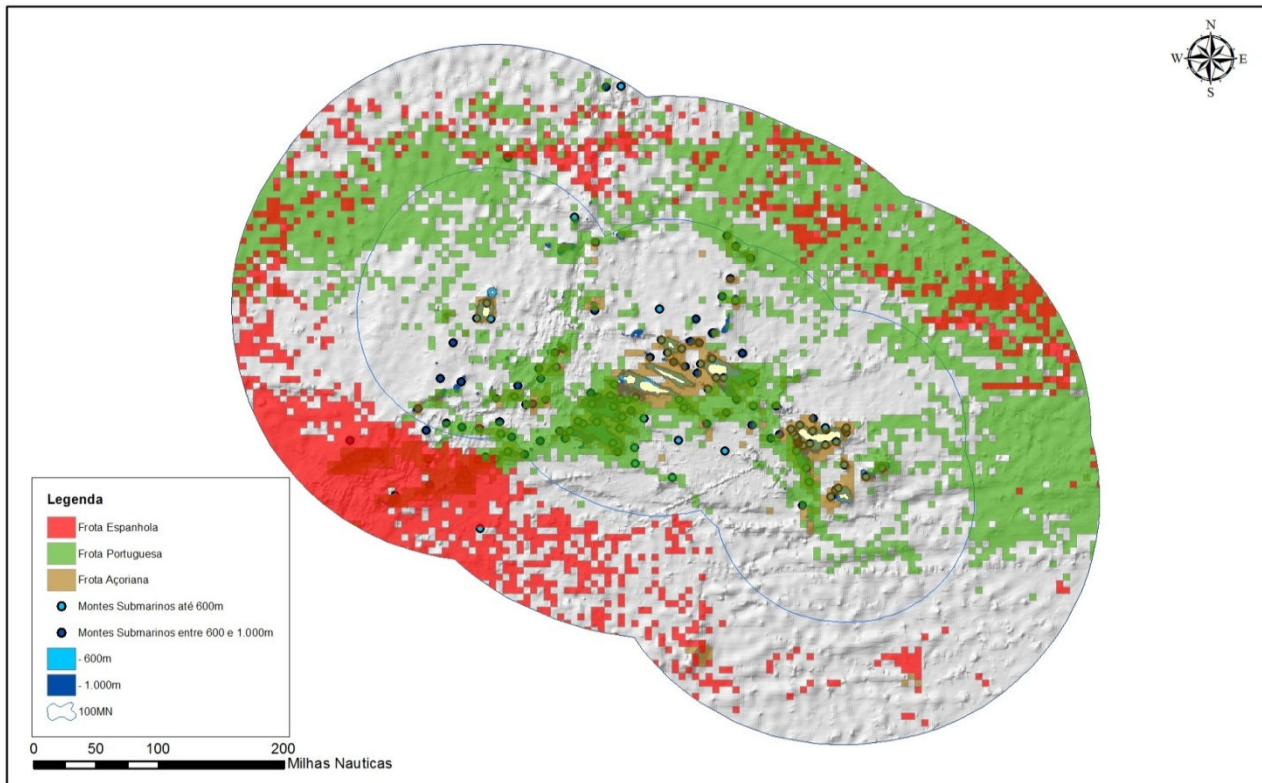 N
W
E
S
Legenda
Frota Espanhola
Frota Portuguesa
Frota Açoriana
Montes Submarinos até 600m
Montes Submarinos entre 600 e 1.000m
- 600m
- 1.000m
100MN
0 50 100 200
Milhas Nauticas